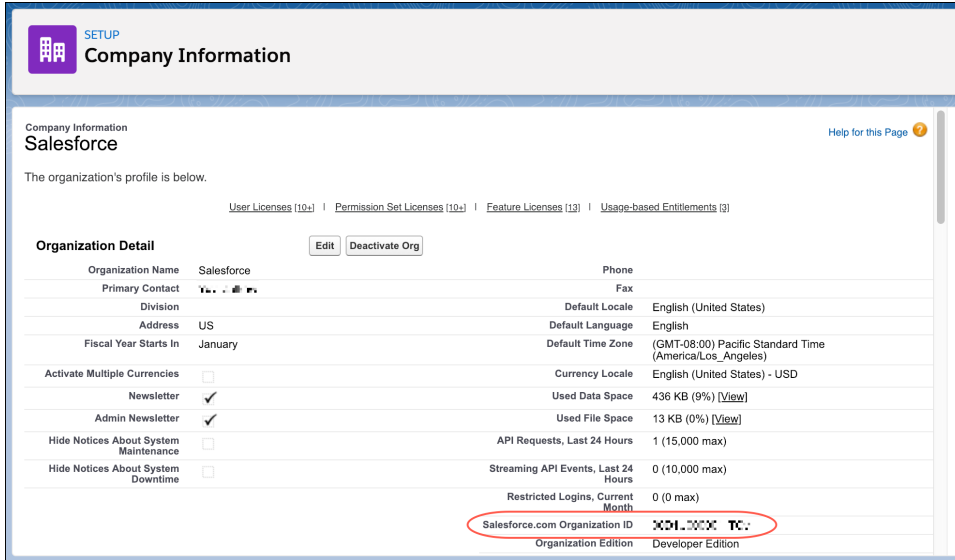 SETUP
Company Information
Company Information
Salesforce
Help for this Page ?
The organization's profile is below.
User Licenses [10+] | Permission Set Licenses [10+] | Feature Licenses [13] | Usage-based Entitlements [3]
Organization Detail Edit Deactivate Org
Organization Name Salesforce Phone
Primary Contact Fax
Division Default Locale English (United States)
Address US Default Language English
Fiscal Year Starts In January Default Time Zone (GMT-08:00) Pacific Standard Time
(America/Los_Angeles)
Activate Multiple Currencies Currency Locale English (United States) - USD
Newsletter Used Data Space 436 KB (9%) [View]
Admin Newsletter Used File Space 13 KB (0%) [View]
Hide Notices About System API Requests, Last 24 Hours 1 (15,000 max)
Maintenance
Hide Notices About System Streaming API Events, Last 24 0 (10,000 max)
Downtime Hours
Restricted Logins, Current 0 (0 max)
Month
Salesforce.com Organization ID
Organization Edition Developer Edition